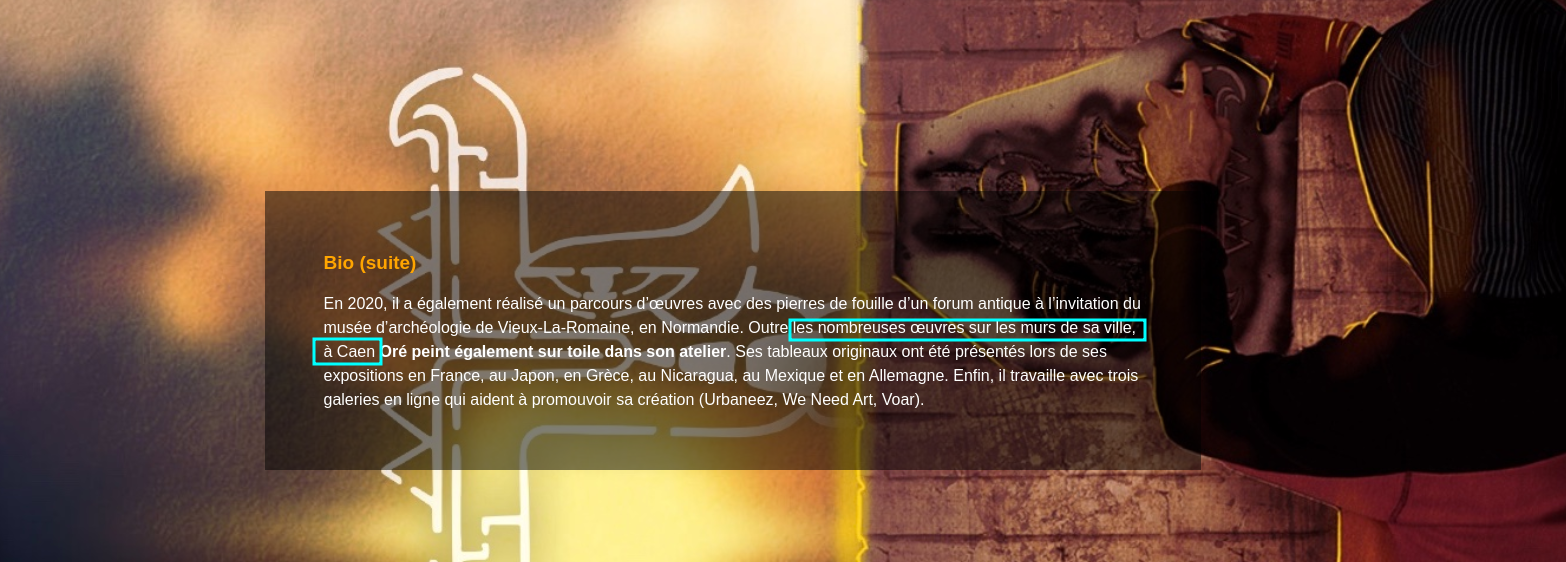 Bio (suite)
En 2020, il a également réalisé un parcours d’œuvres avec des pierres de fouille d’un forum antique à l’invitation du
musée d’archéologie de Vieux-La-Romaine, en Normandie. Outre les nombreuses œuvres sur les murs de sa ville,
à Caen Oré peint également sur toile dans son atelier. Ses tableaux originaux ont été présentés lors de ses
expositions en France, au Japon, en Grèce, au Nicaragua, au Mexique et en Allemagne. Enfin, il travaille avec trois
galeries en ligne qui aident à promouvoir sa création (Urbaneez, We Need Art, Voar).